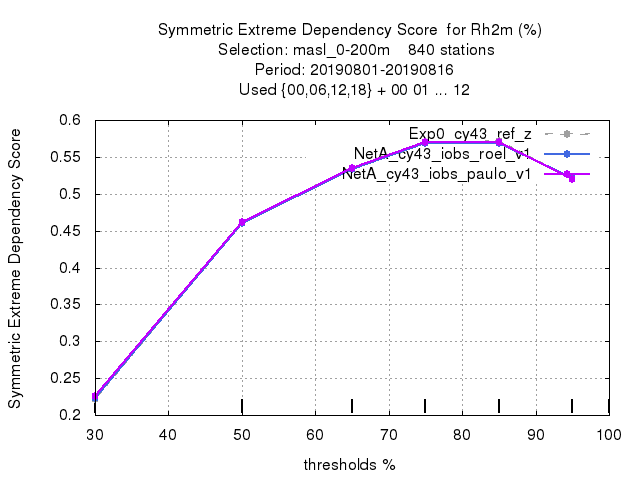 Symmetric Extreme Dependency Score for Rh2m (%)
Selection: masl_0-200m 840 stations
Period: 20190801-20190816
Used {00,06,12,18} + 00 01 ... 12
Symmetric Extreme Dependency Score
0.6
0.55
0.5
0.45
0.4
0.35
0.3
0.25
0.2
Exp0_cy43_ref_z
NetA_cy43_iobs_roel_v1
NetA_cy43_iobs_paulo_v1
30 40 50 60 70 80 90 100
thresholds %